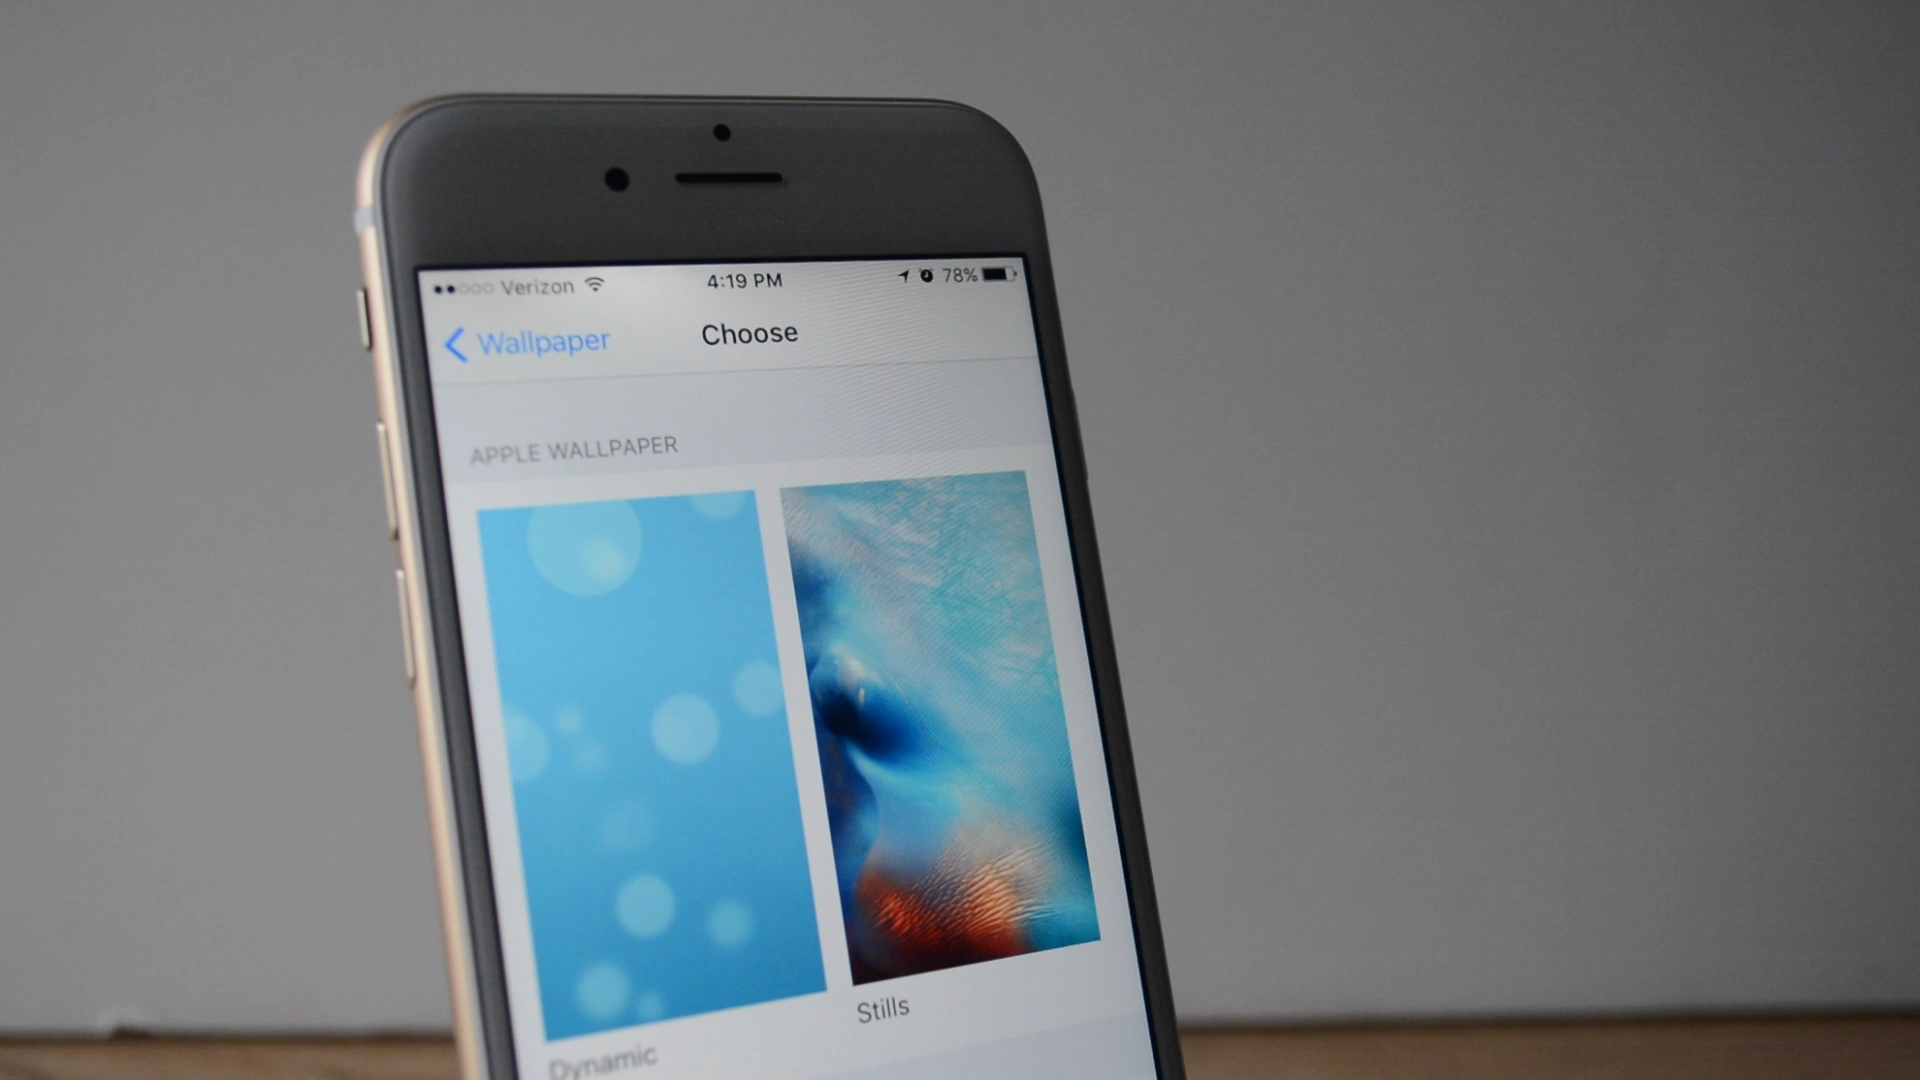 Verizon 4:19 PM 78%
Wallpaper Choose
APPLE WALLPAPER
Stills
Dynamic